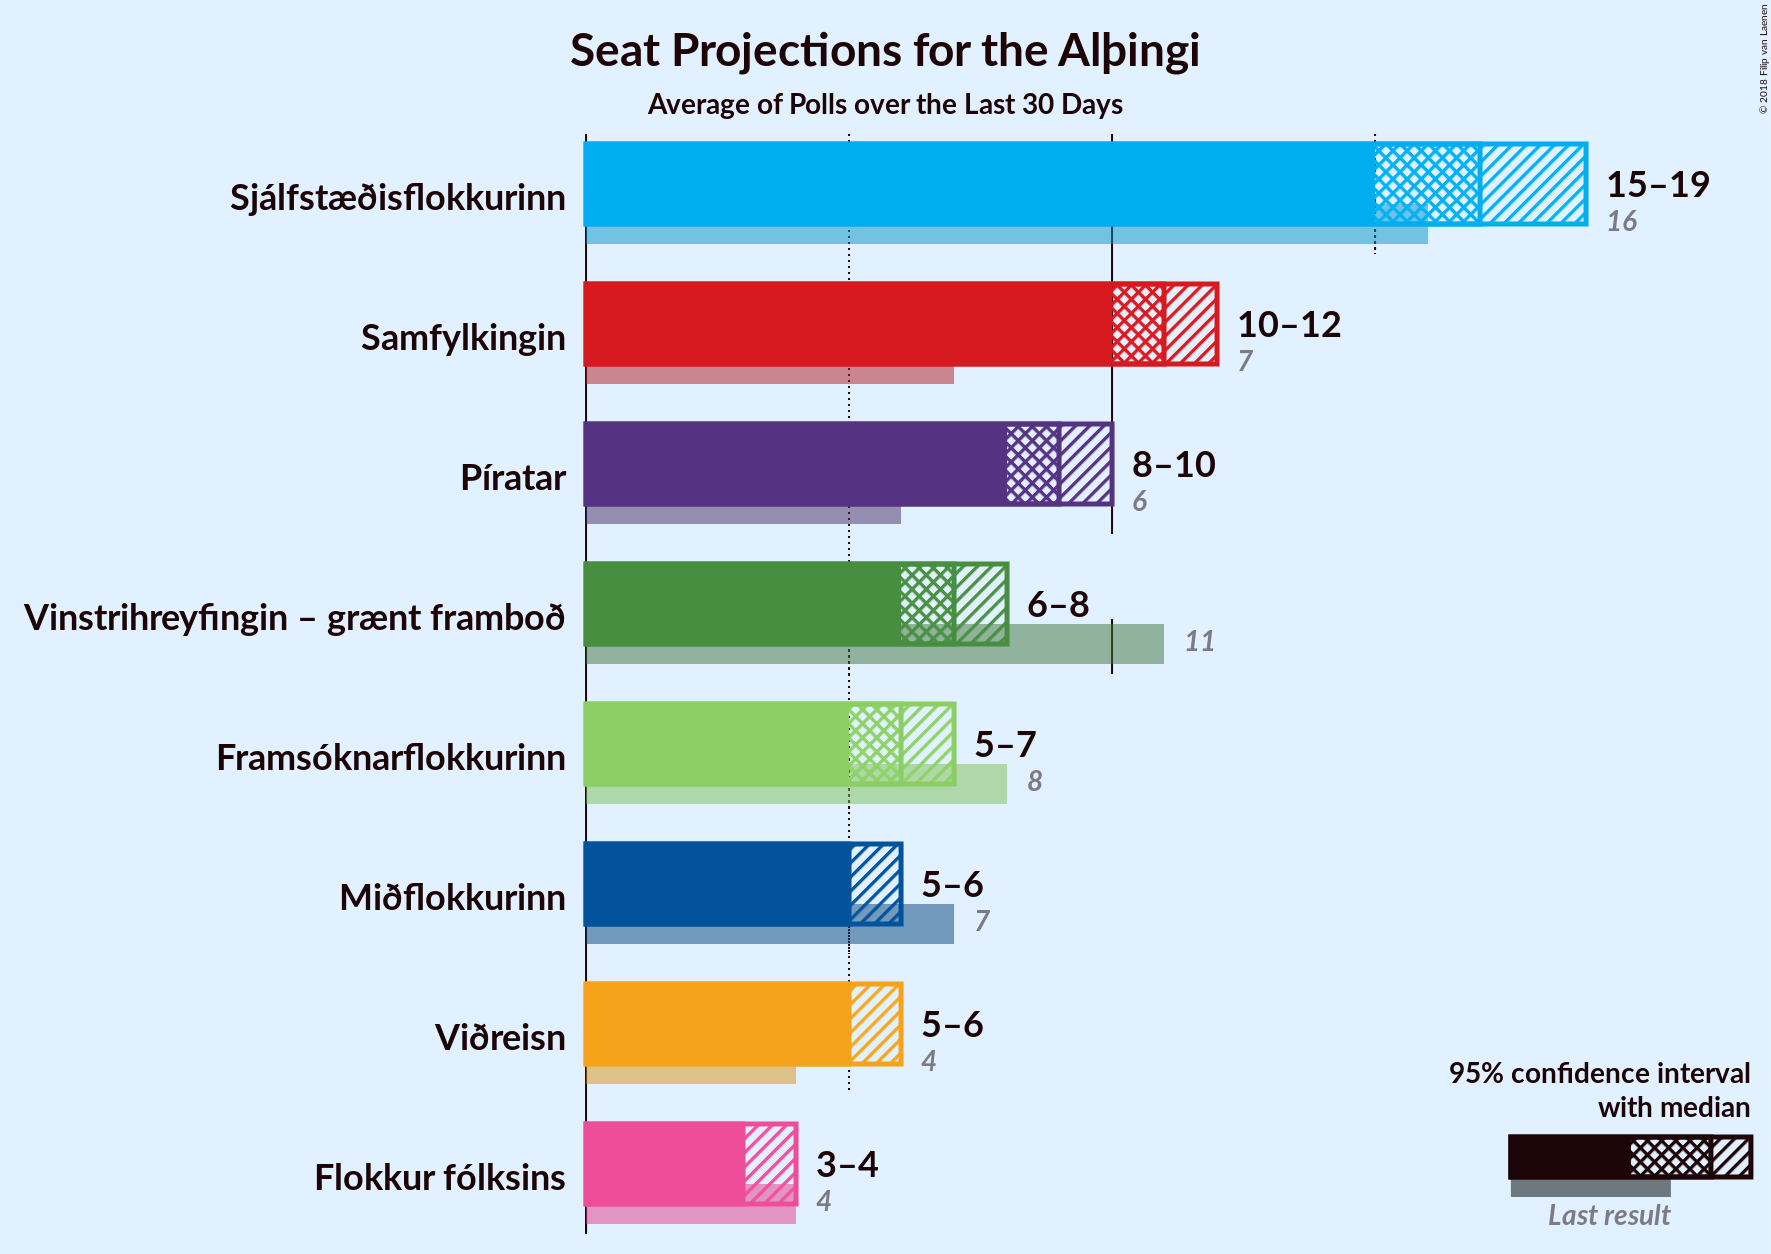 Seat Projections for the Alþingi
Average of Polls over the Last 30 Days
© 2018 Filip van Laenen
Sjálfstæðisflokkurinn
15–19
16
Samfylkingin
10–12
7
Píratar
8–10
6
Vinstrihreyfingin – grænt framboð
6–8
11
Framsóknarflokkurinn
5–7
8
Miðflokkurinn
5–6
7
Viðreisn
5–6
4
Flokkur fólksins
3–4
4
95% confidence interval
with median
Last result